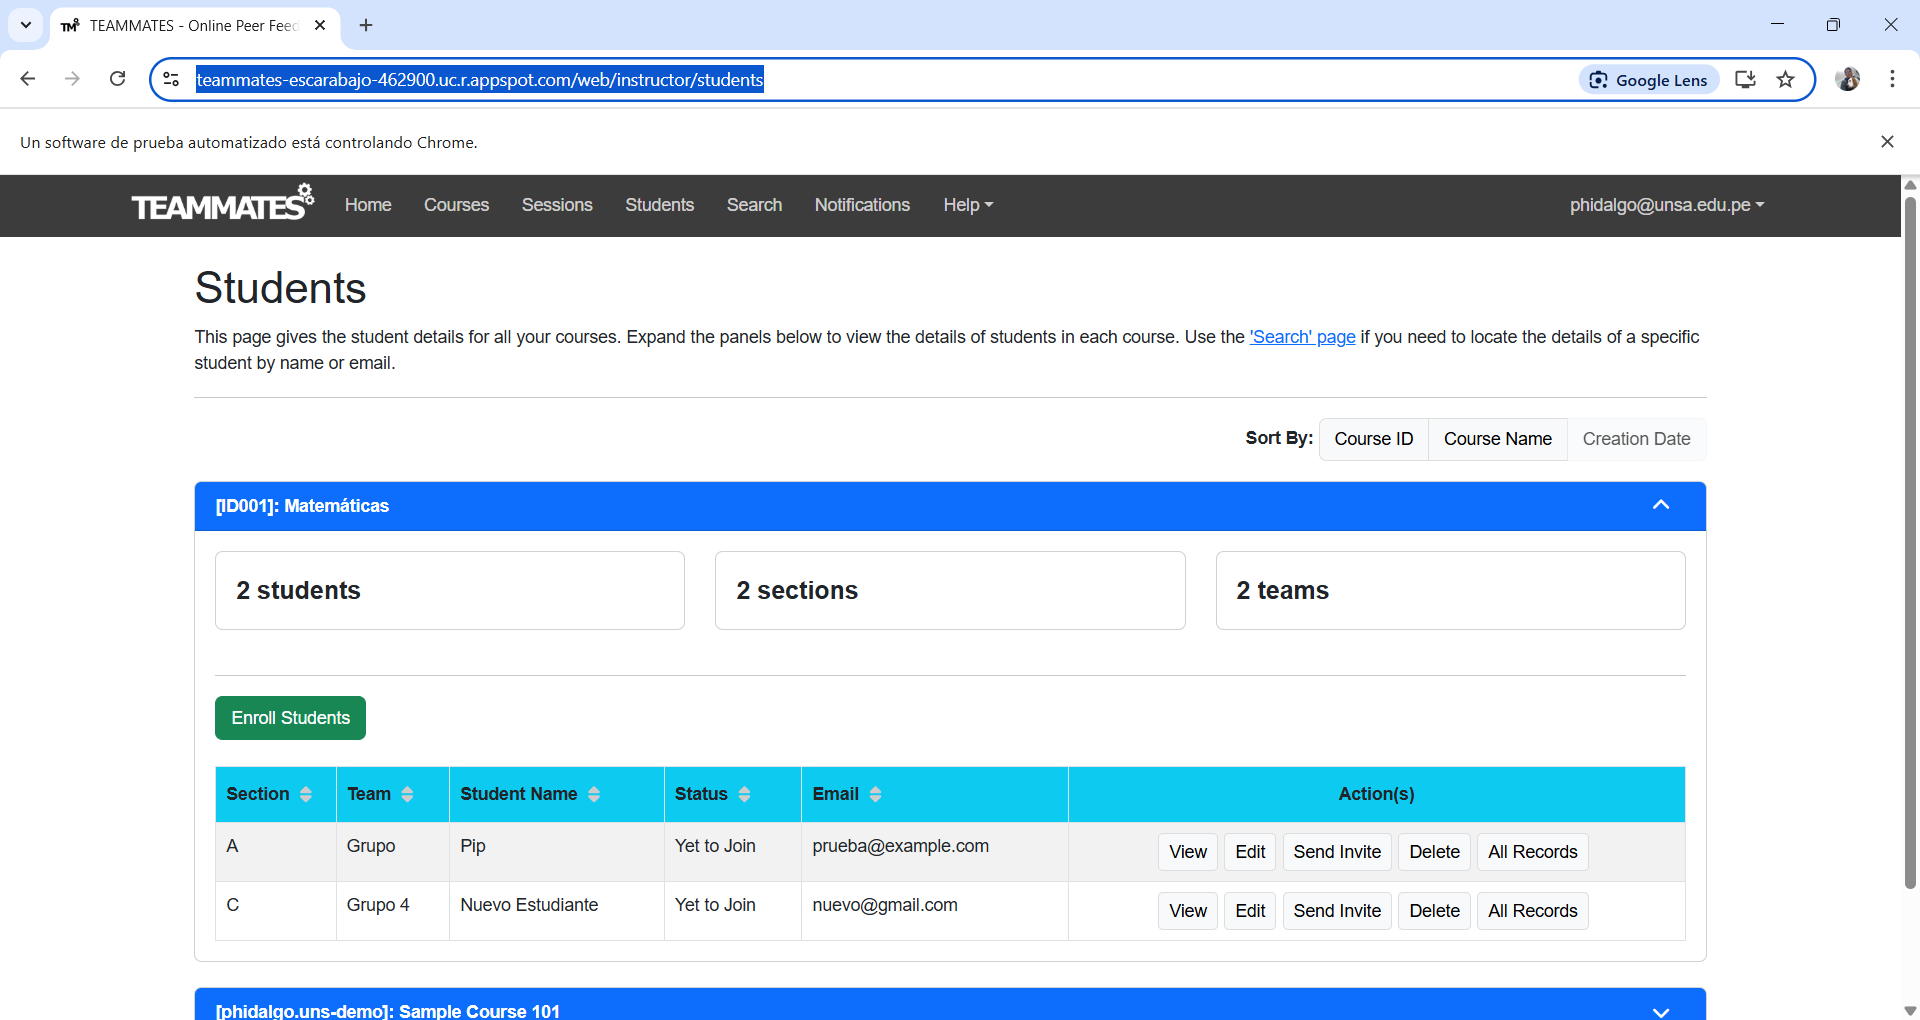 TEAMMATES - Online Peer Feed
teammates-escarabajo-462900.uc.r.appspot.com/web/instructor/students
Google Lens
Un software de prueba automatizado está controlando Chrome.
TEAMMATES Home Courses Sessions Students Search Notifications Help phidalgo@unsa.edu.pe
Students
This page gives the student details for all your courses. Expand the panels below to view the details of students in each course. Use the 'Search' page if you need to locate the details of a specific
student by name or email.
Sort By: Course ID Course Name Creation Date
[ID001]: Matemáticas
2 students 2 sections 2 teams
Enroll Students
Section Team Student Name Status Email Action(s)
A Grupo Pip Yet to Join prueba@example.com View Edit Send Invite Delete All Records
C Grupo 4 Nuevo Estudiante Yet to Join nuevo@gmail.com View Edit Send Invite Delete All Records
[phidalgo.uns-demo]: Sample Course 101